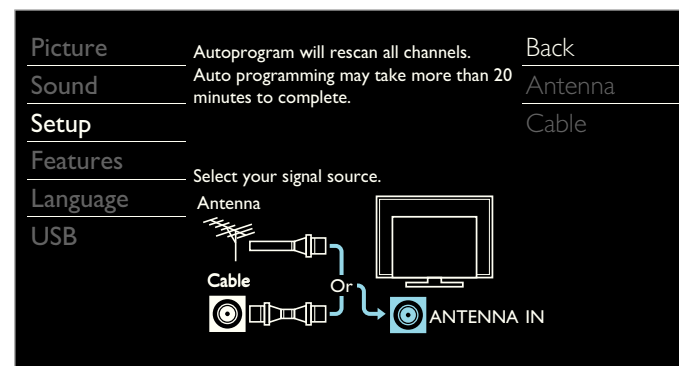 Picture
Sound
Setup
Features
Language
USB
Autoprogram will rescan all channels.
Auto programming may take more than 20
minutes to complete.
Select your signal source.
Antenna
Cable
Or
ANTENNA IN
Back
Antenna
Cable